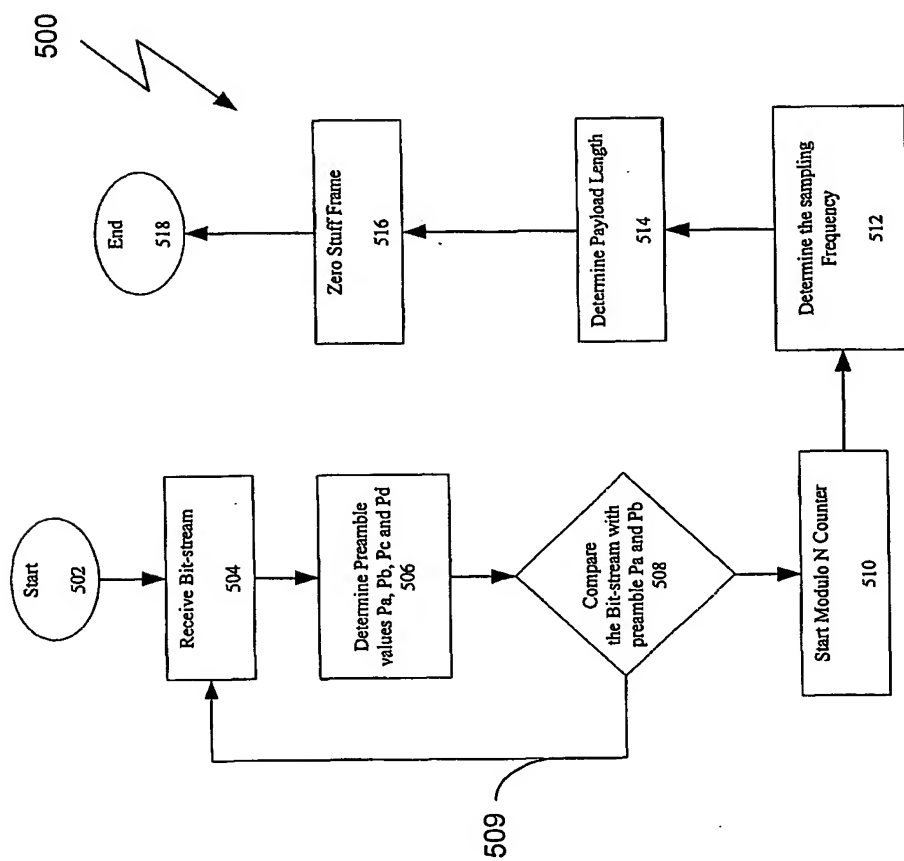 500
Start
502
Receive Bit-stream
504
Determine Preamble
values Pa, Pb, Pc and Pd
506
Compare
the Bit-stream with
preamble Pa and Pb
508
509
Start Modulo N Counter
510
Determine the sampling
Frequency
512
Determine Payload Length
514
Zero Stuff Frame
516
End
518